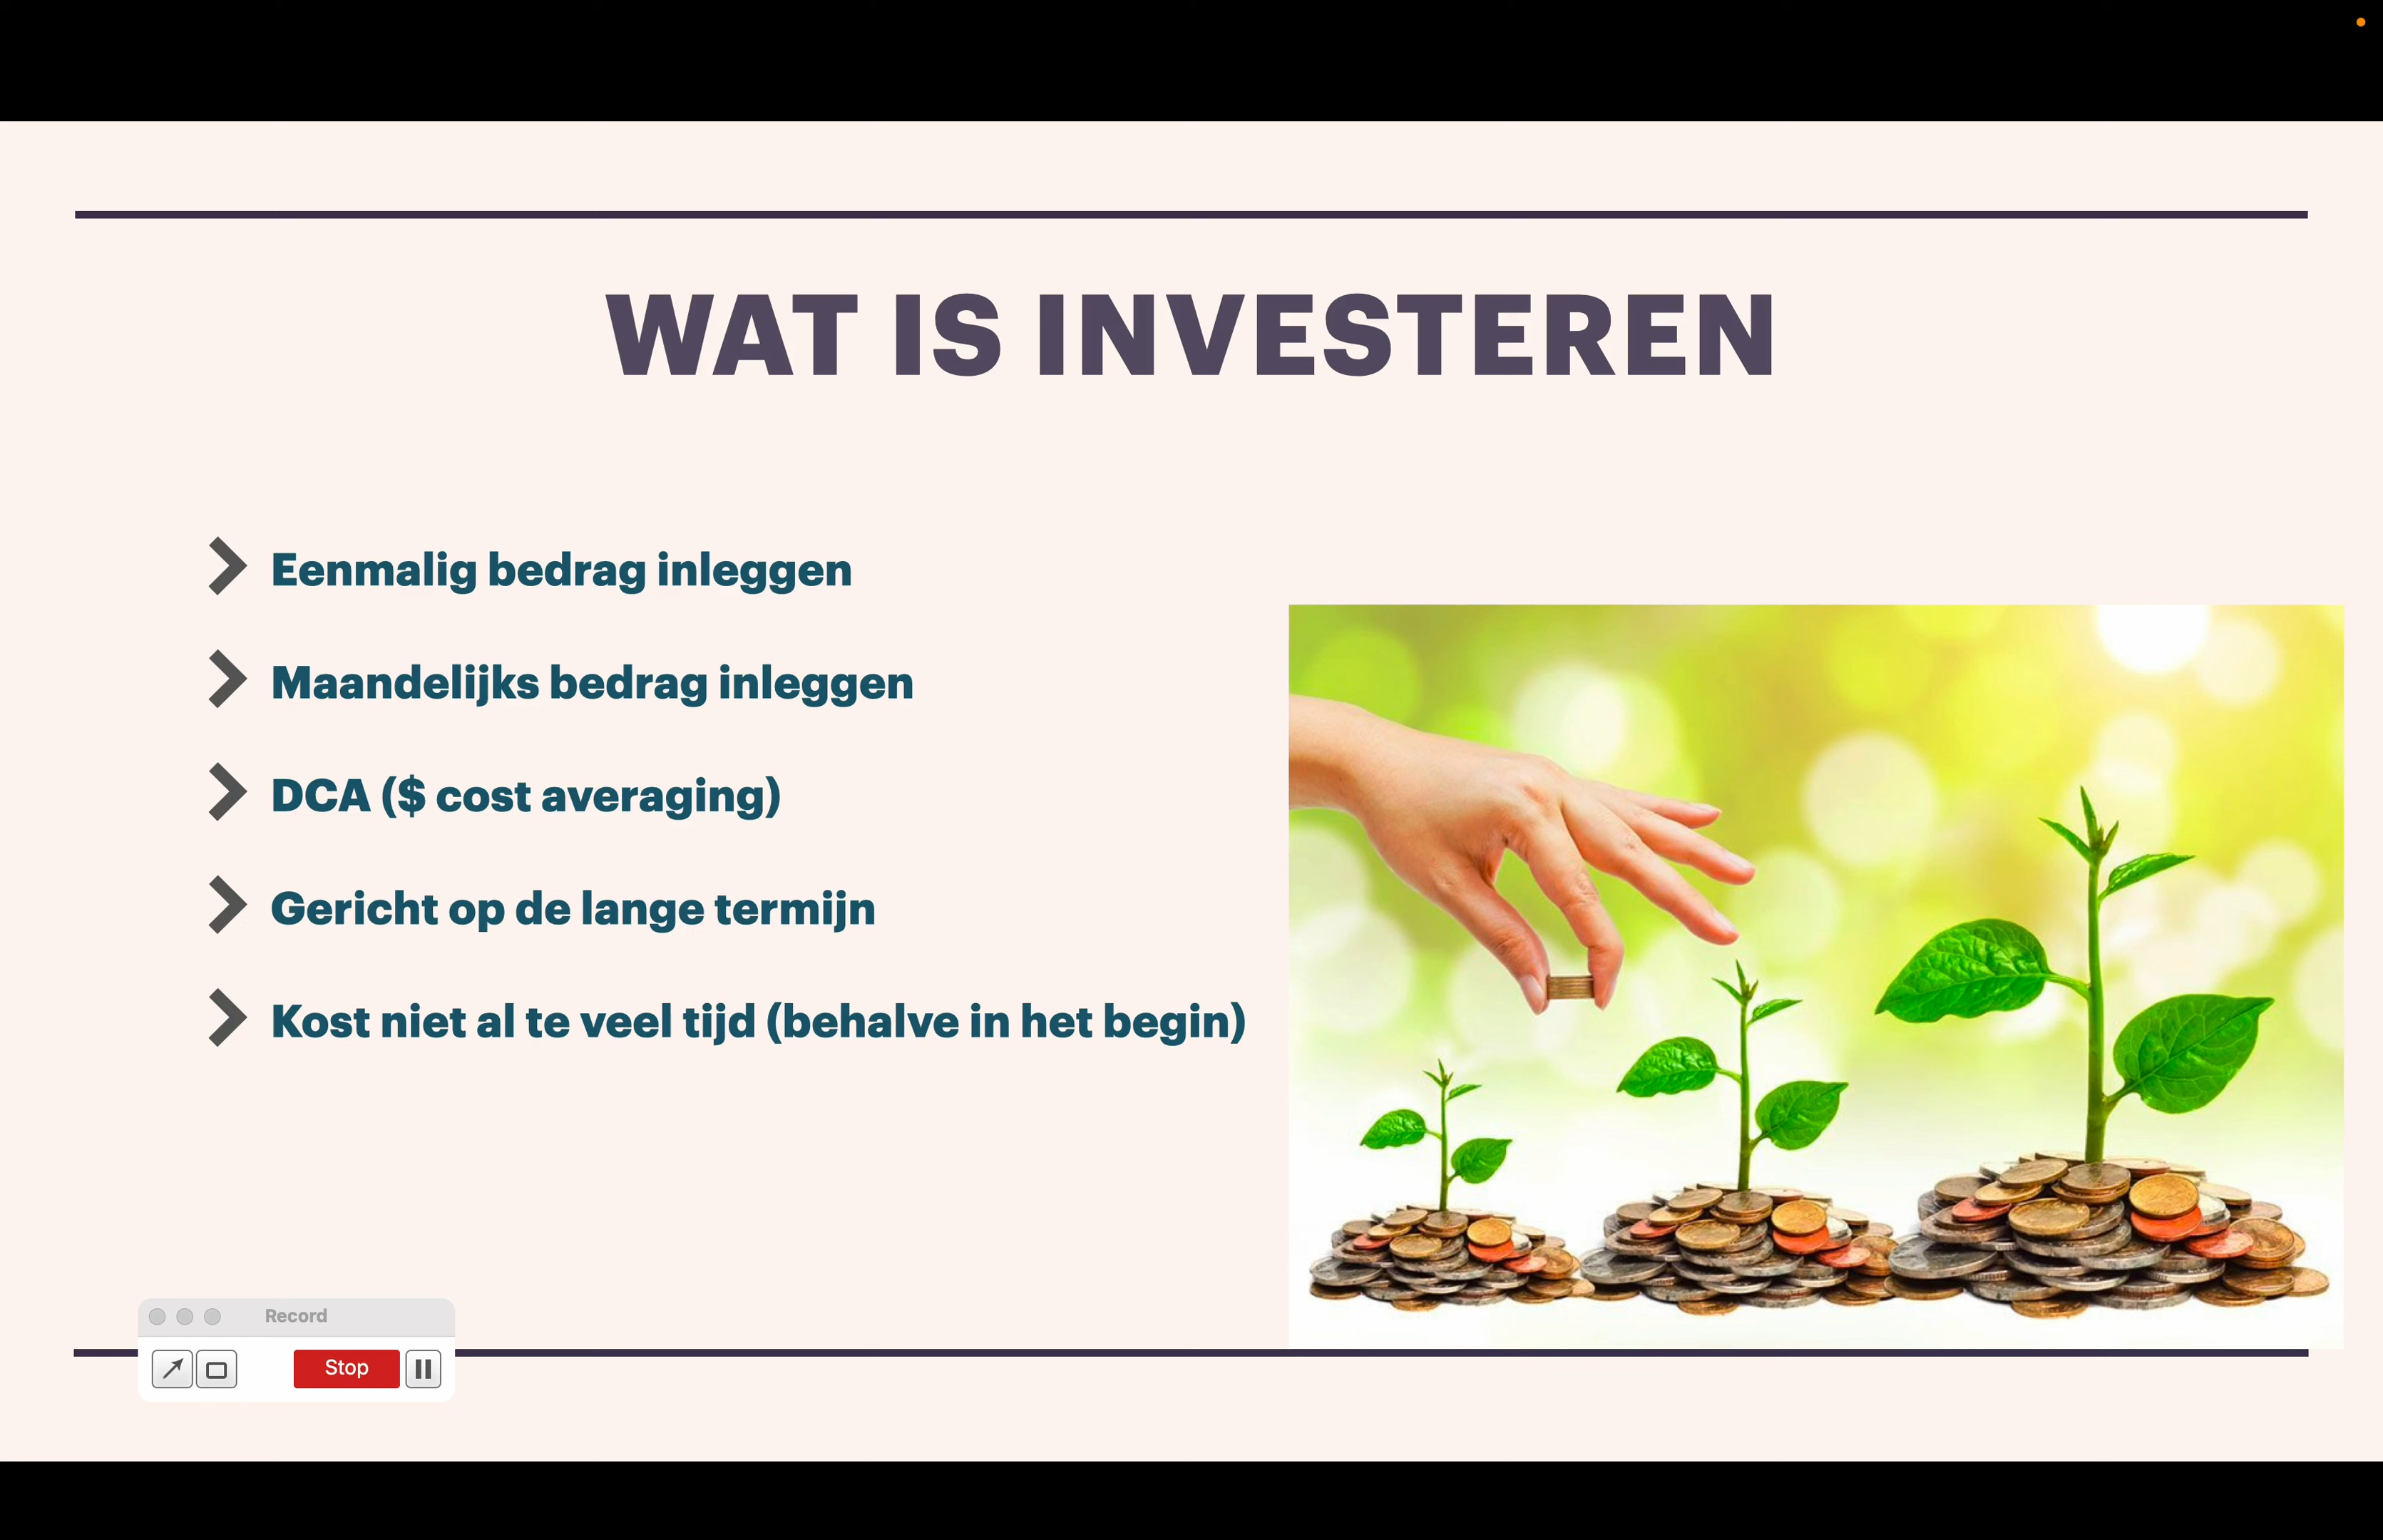 WAT IS INVESTEREN
Eenmalig bedrag inleggen
Maandelijks bedrag inleggen
DCA ($ cost averaging)
Gericht op de lange termijn
Kost niet al te veel tijd (behalve in het begin)
Record
Stop